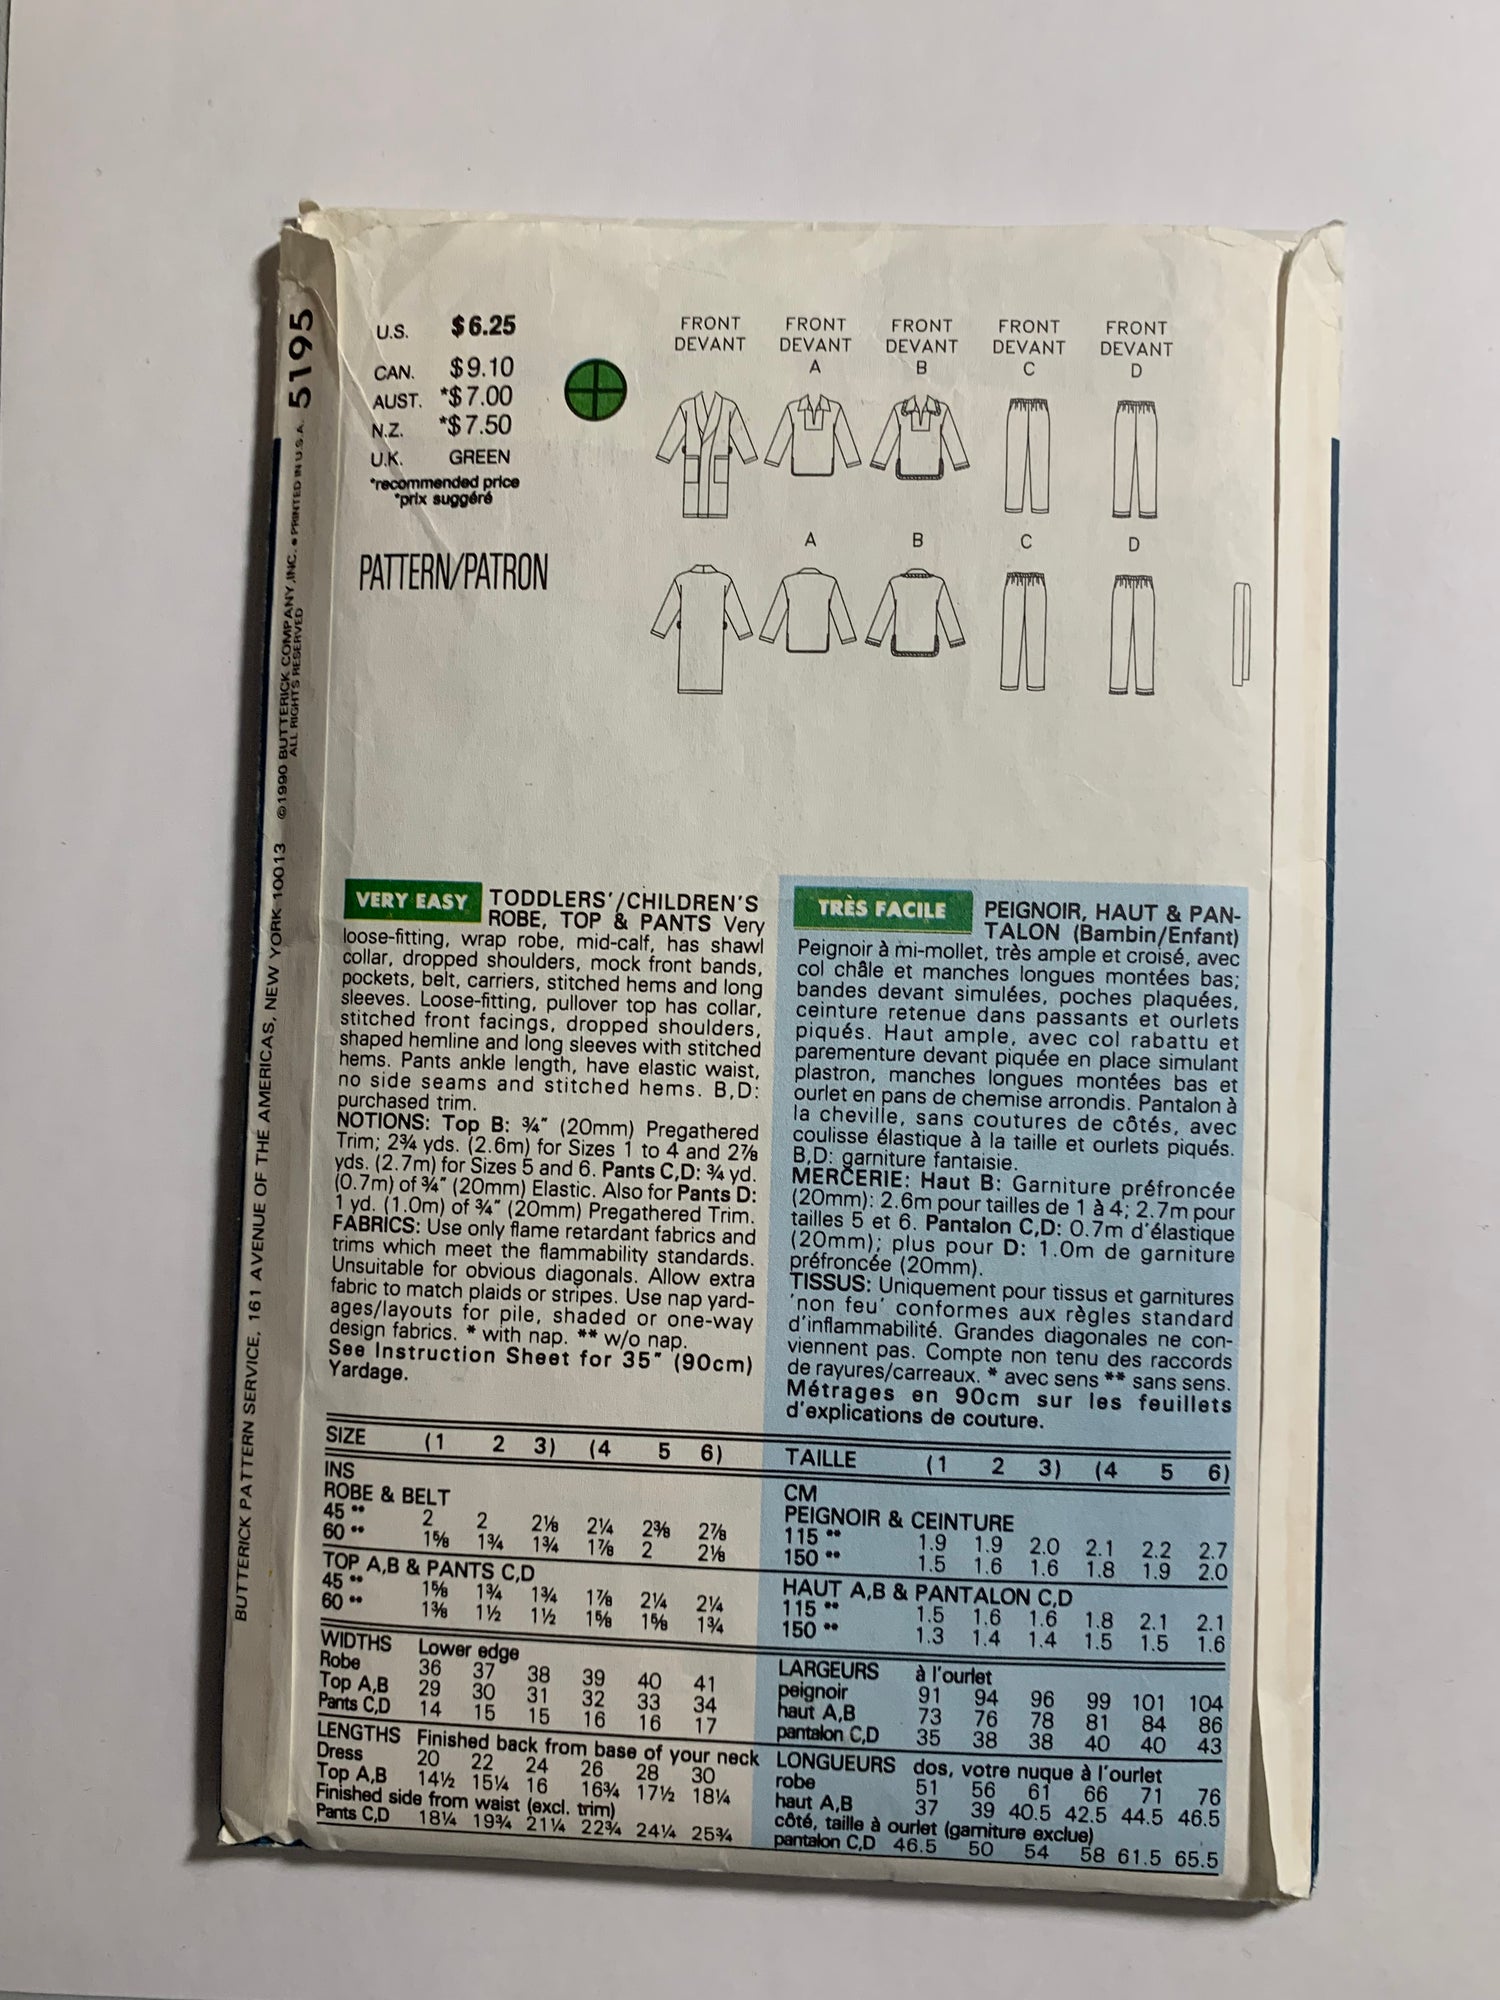 5195
BUTTERICK PATTERN SERVICE, 161 AVENUE OF THE AMERICAS, NEW YORK 10013 ©1990 BUTTERICK COMPANY, INC. • PRINTED IN U.S.A.
ALL RIGHTS RESERVED
U.S. $6.25
CAN. $9.10
AUST. *$7.00
N.Z. *$7.50
U.K. GREEN
*recommended price
*prix suggéré
PATTERN/PATRON
FRONT FRONT FRONT FRONT FRONT
DEVANT DEVANT DEVANT DEVANT DEVANT
A B C D
A B C D
VERY EASY TODDLERS'/CHILDREN'S
ROBE, TOP & PANTS Very
loose-fitting, wrap robe, mid-calf, has shawl
collar, dropped shoulders, mock front bands,
pockets, belt, carriers, stitched hems and long
sleeves. Loose-fitting, pullover top has collar,
stitched front facings, dropped shoulders,
shaped hemline and long sleeves with stitched
hems. Pants ankle length, have elastic waist,
no side seams and stitched hems. B,D:
purchased trim.
NOTIONS: Top B: ¾" (20mm) Pregathered
Trim; 2¾ yds. (2.6m) for Sizes 1 to 4 and 2⅞
yds. (2.7m) for Sizes 5 and 6. Pants C,D: ¾ yd.
(0.7m) of ¾" (20mm) Elastic. Also for Pants D:
1 yd. (1.0m) of ¾" (20mm) Pregathered Trim.
FABRICS: Use only flame retardant fabrics and
trims which meet the flammability standards.
Unsuitable for obvious diagonals. Allow extra
fabric to match plaids or stripes. Use nap yard-
ages/layouts for pile, shaded or one-way
design fabrics. * with nap. ** w/o nap.
See Instruction Sheet for 35" (90cm)
Yardage.
TRÈS FACILE PEIGNOIR, HAUT & PAN-
TALON (Bambin/Enfant)
Peignoir à mi-mollet, très ample et croisé, avec
col châle et manches longues montées bas;
bandes devant simulées, poches plaquées,
ceinture retenue dans passants et ourlets
piqués. Haut ample, avec col rabattu et
parementure devant piquée en place simulant
plastron, manches longues montées bas et
ourlet en pans de chemise arrondis. Pantalon à
la cheville, sans coutures de côtés, avec
coulisse élastique à la taille et ourlets piqués.
B,D: garniture fantaisie.
MERCERIE: Haut B: Garniture préfroncée
(20mm): 2.6m pour tailles de 1 à 4; 2.7m pour
tailles 5 et 6. Pantalon C,D: 0.7m d'élastique
(20mm); plus pour D: 1.0m de garniture
préfroncée (20mm).
TISSUS: Uniquement pour tissus et garnitures
'non feu' conformes aux règles standard
d'inflammabilité. Grandes diagonales ne con-
viennent pas. Compte non tenu des raccords
de rayures/carreaux. * avec sens ** sans sens.
Métrages en 90cm sur les feuillets
d'explications de couture.
SIZE (1 2 3) (4 5 6)
INS
ROBE & BELT
45 ** 2 2 2⅛ 2¼ 2⅜ 2⅞
60 ** 1⅝ 1¾ 1¾ 1⅞ 2 2⅛
TOP A,B & PANTS C,D
45 ** 1⅝ 1¾ 1¾ 1⅞ 2¼ 2¼
60 ** 1⅜ 1½ 1½ 1⅝ 1⅝ 1¾
WIDTHS Lower edge
Robe 36 37 38 39 40 41
Top A,B 29 30 31 32 33 34
Pants C,D 14 15 15 16 16 17
LENGTHS Finished back from base of your neck
Dress 20 22 24 26 28 30
Top A,B 14½ 15¼ 16 16¾ 17½ 18¼
Finished side from waist (excl. trim)
Pants C,D 18¼ 19¾ 21¼ 22¾ 24¼ 25¾
TAILLE (1 2 3) (4 5 6)
CM
PEIGNOIR & CEINTURE
115 ** 1.9 1.9 2.0 2.1 2.2 2.7
150 ** 1.5 1.6 1.6 1.8 1.9 2.0
HAUT A,B & PANTALON C,D
115 ** 1.5 1.6 1.6 1.8 2.1 2.1
150 ** 1.3 1.4 1.4 1.5 1.5 1.6
LARGEURS à l'ourlet
peignoir 91 94 96 99 101 104
haut A,B 73 76 78 81 84 86
pantalon C,D 35 38 38 40 40 43
LONGUEURS dos, votre nuque à l'ourlet
robe 51 56 61 66 71 76
haut A,B 37 39 40.5 42.5 44.5 46.5
côté, taille à ourlet (garniture exclue)
pantalon C,D 46.5 50 54 58 61.5 65.5